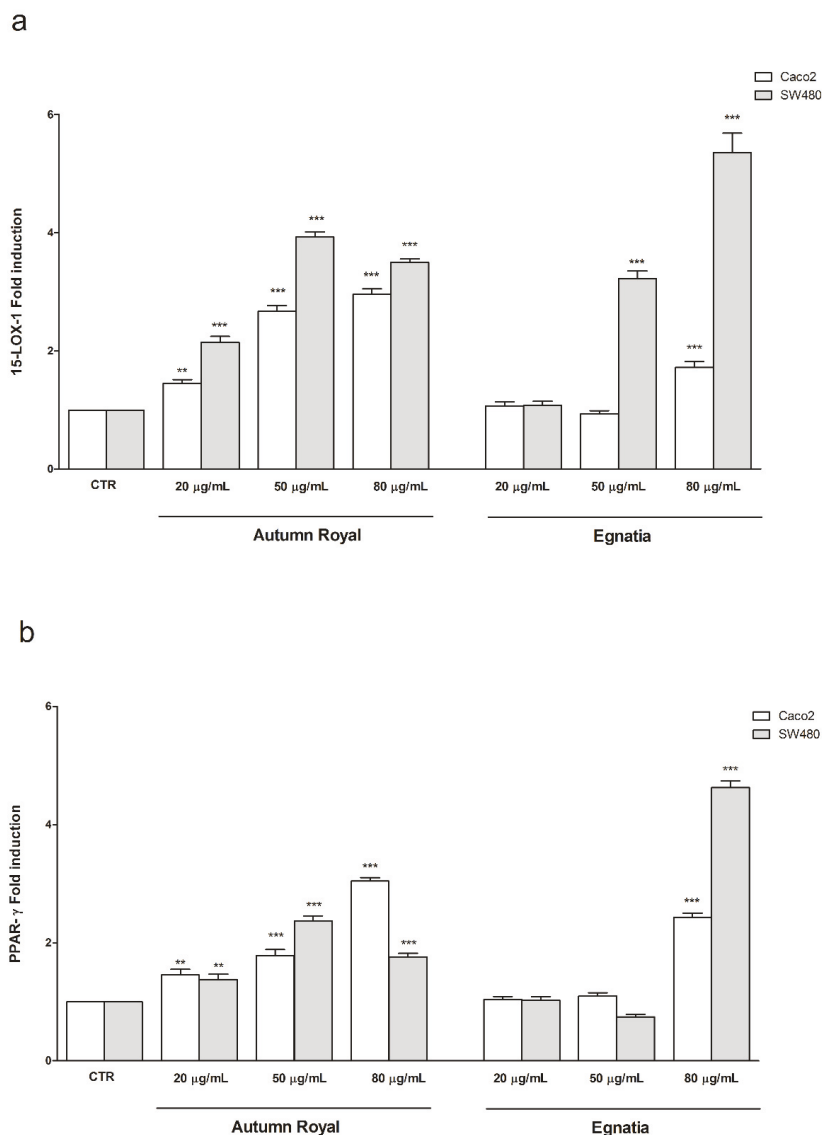 a
Caco2
SW480
15-LOX-1 Fold induction
6
4
2
0
** *** *** *** *** *** *** *** ***
CTR 20 μg/mL 50 μg/mL 80 μg/mL 20 μg/mL 50 μg/mL 80 μg/mL
Autumn Royal Egnatia
b
Caco2
SW480
PPAR- γ Fold induction
6
4
2
0
** ** *** *** *** *** *** ***
CTR 20 μg/mL 50 μg/mL 80 μg/mL 20 μg/mL 50 μg/mL 80 μg/mL
Autumn Royal Egnatia